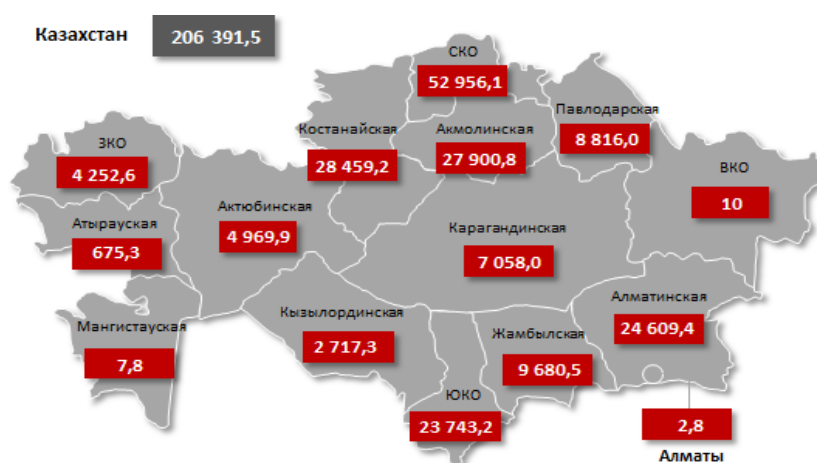 Казахстан
206 391,5
СКО
52 956,1
Павлодарская
8 816,0
Костанайская
28 459,2
Акмолинская
27 900,8
ЗКО
4 252,6
ВКО
10
Актюбинская
4 969,9
Атырауская
675,3
Карагандинская
7 058,0
Алматинская
24 609,4
Кызылординская
2 717,3
Мангистауская
7,8
Жамбылская
9 680,5
ЮКО
23 743,2
2,8
Алматы